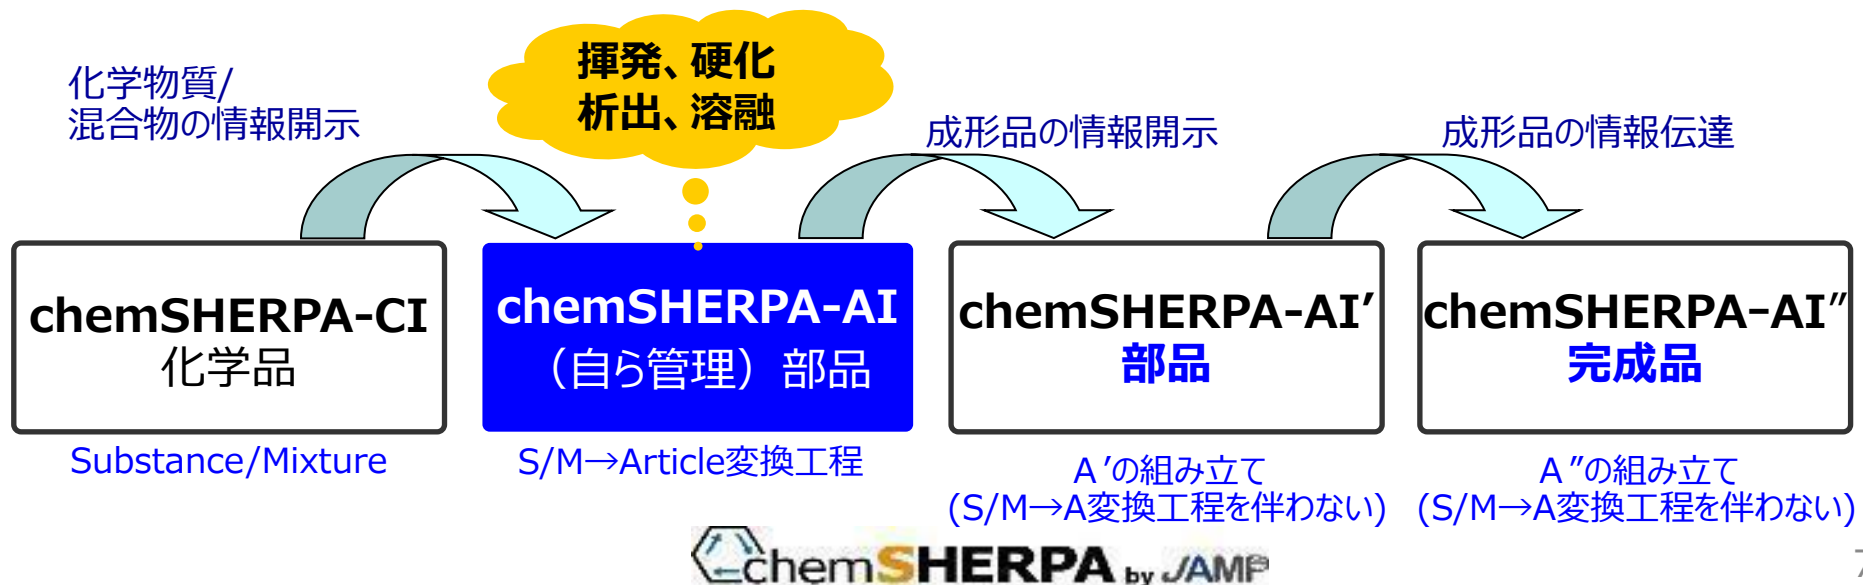 化学物質/
混合物の情報開示
揮発、硬化
析出、溶融
成形品の情報開示
成形品の情報伝達
chemSHERPA-CI
化学品
chemSHERPA-AI
（自ら管理）部品
chemSHERPA-AI’
部品
chemSHERPA-AI”
完成品
Substance/Mixture
S/M→Article変換工程
A’の組み立て
(S/M→A変換工程を伴わない)
A”の組み立て
(S/M→A変換工程を伴わない)
chemSHERPA by JAMP